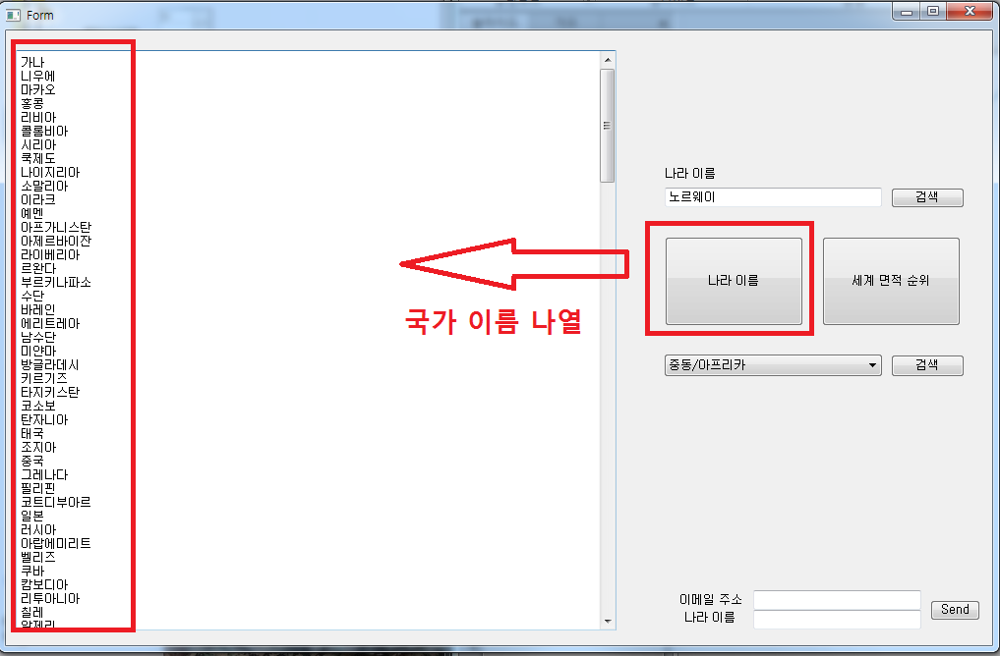 Form
가나
니우에
마카오
홍콩
리비아
콜롬비아
시리아
쿡제도
나이지리아
소말리아
이라크
예멘
아프가니스탄
아제르바이잔
라이베리아
르완다
부르키나파소
수단
바레인
에리트레아
남수단
미얀마
방글라데시
키르기즈
타지키스탄
코소보
탄자니아
태국
조지아
중국
그레나다
필리핀
코트디부아르
일본
러시아
아랍에미리트
벨리즈
쿠바
캄보디아
리투아니아
칠레
알제리
국가 이름 나열
나라 이름
노르웨이 검색
나라 이름 세계 면적 순위
중동/아프리카 검색
이메일 주소
나라 이름 Send